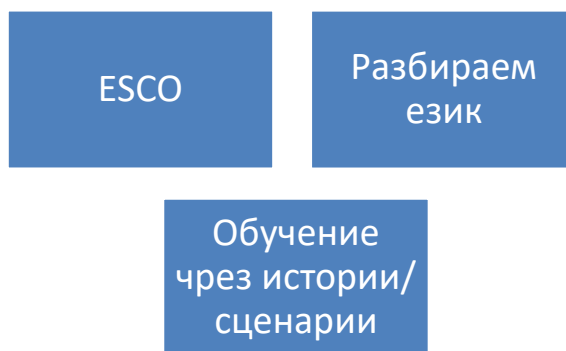 ESCO
Разбираем
език
Обучение
чрез истории/
сценарии